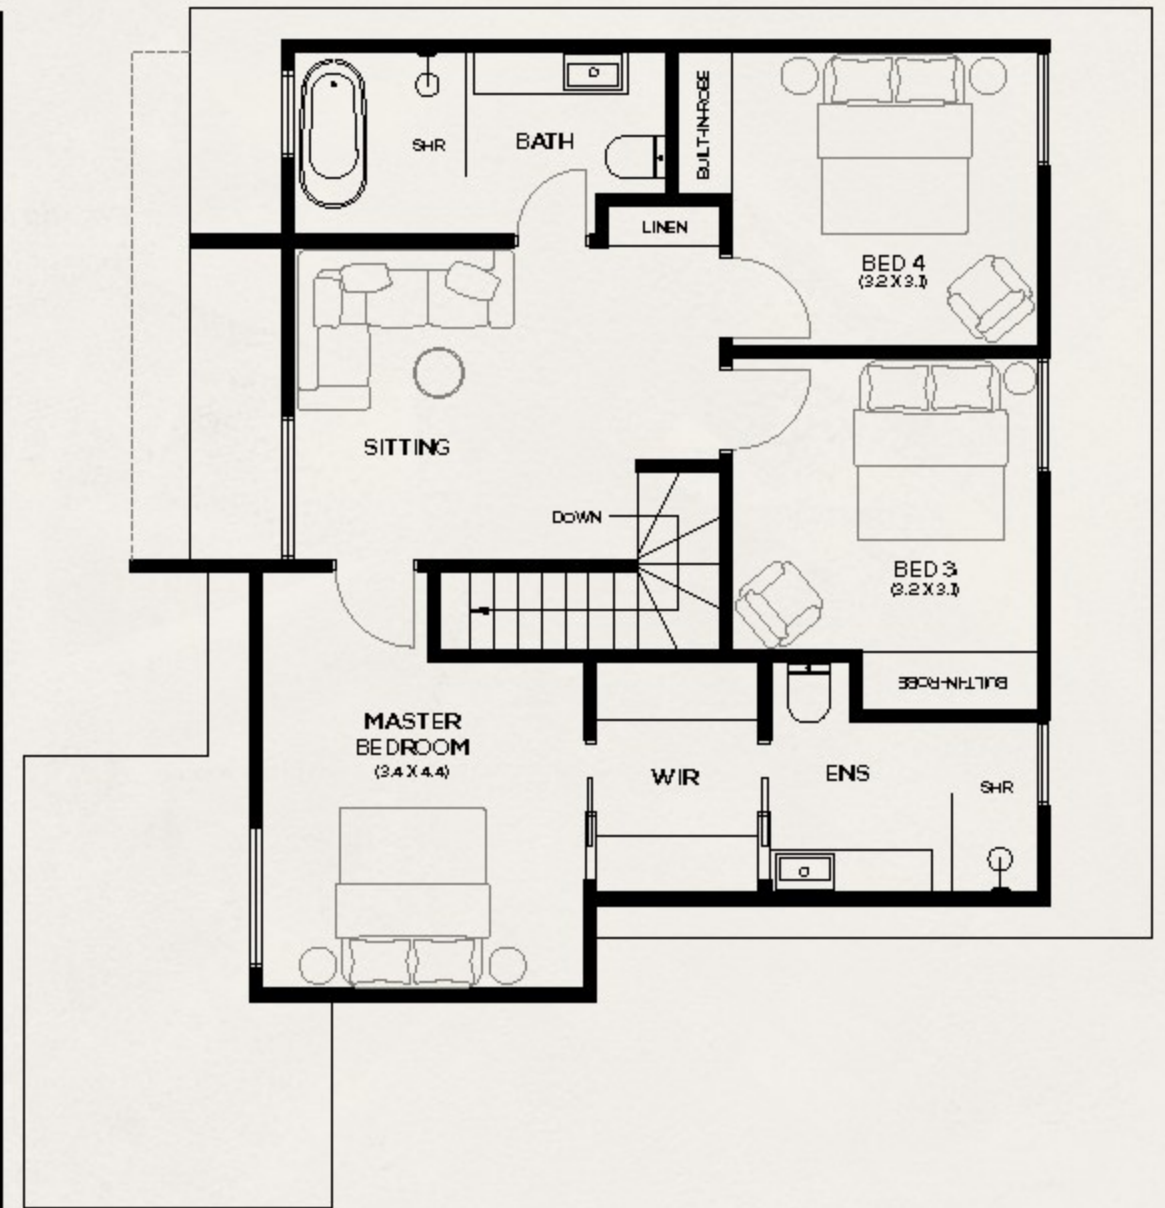 SHR
BATH
BUILT-IN-ROBE
LINEN
BED 4
(3.2 X 3.1)
SITTING
DOWN
BED 3
(3.2 X 3.1)
BUILT-IN-ROBE
MASTER
BEDROOM
(3.4 X 4.4)
WIR
ENS
SHR